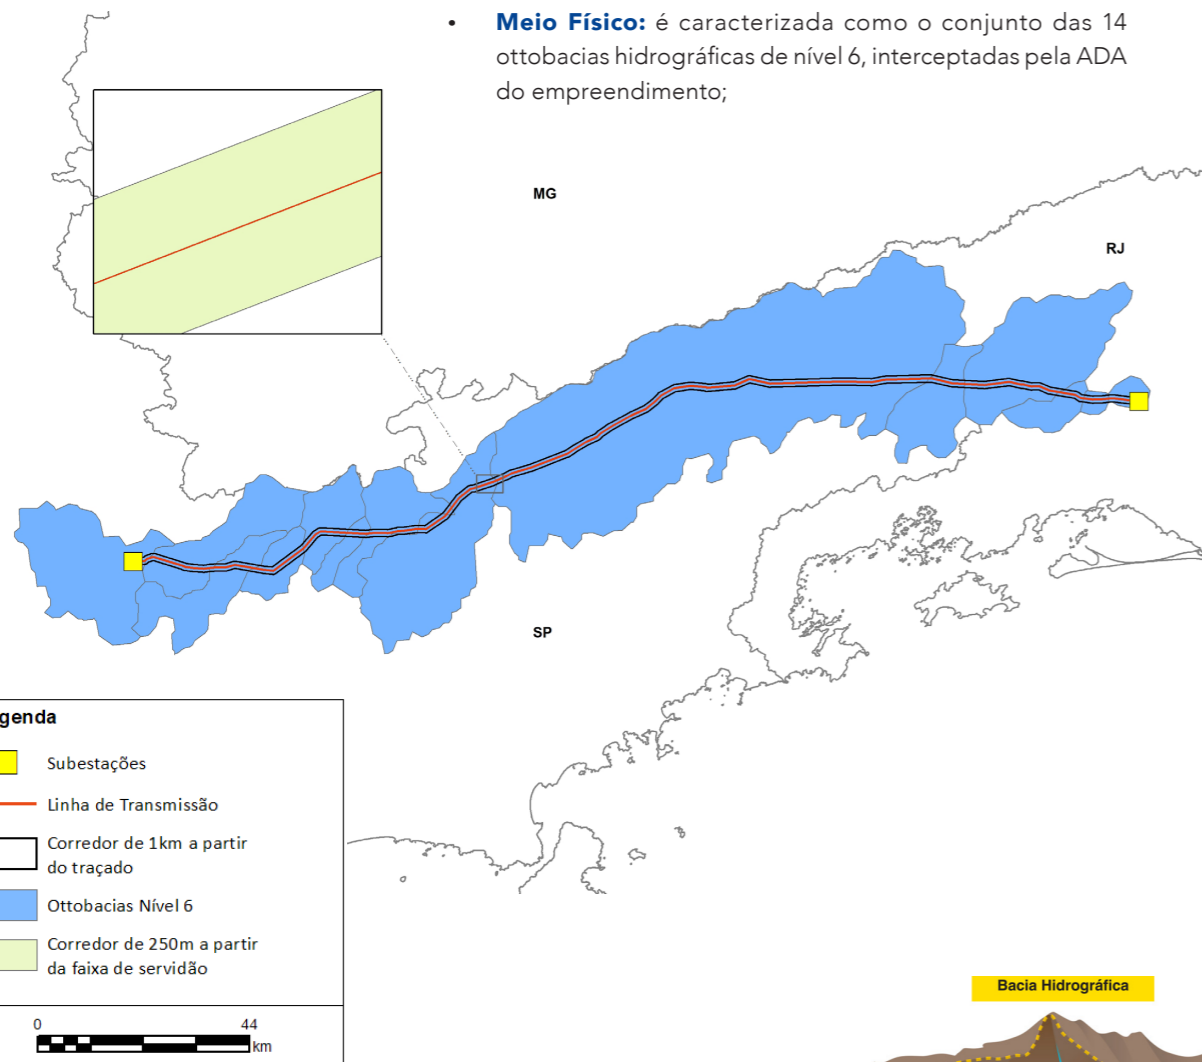 • Meio Físico: é caracterizada como o conjunto das 14
ottobacias hidrográficas de nível 6, interceptadas pela ADA
do empreendimento;
MG
RJ
SP
genda
Subestações
Linha de Transmissão
Corredor de 1km a partir
do traçado
Ottobacias Nível 6
Corredor de 250m a partir
da faixa de servidão
0 44
km
Bacia Hidrográfica